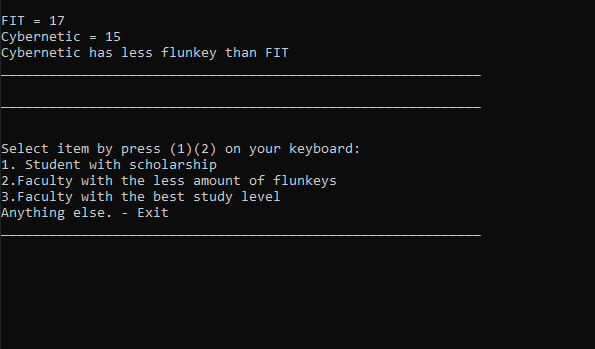 FIT = 17
Cybernetic = 15
Cybernetic has less flunkey than FIT
____________________________________________________________
____________________________________________________________
Select item by press (1)(2) on your keyboard:
1. Student with scholarship
2.Faculty with the less amount of flunkeys
3.Faculty with the best study level
Anything else. - Exit
____________________________________________________________